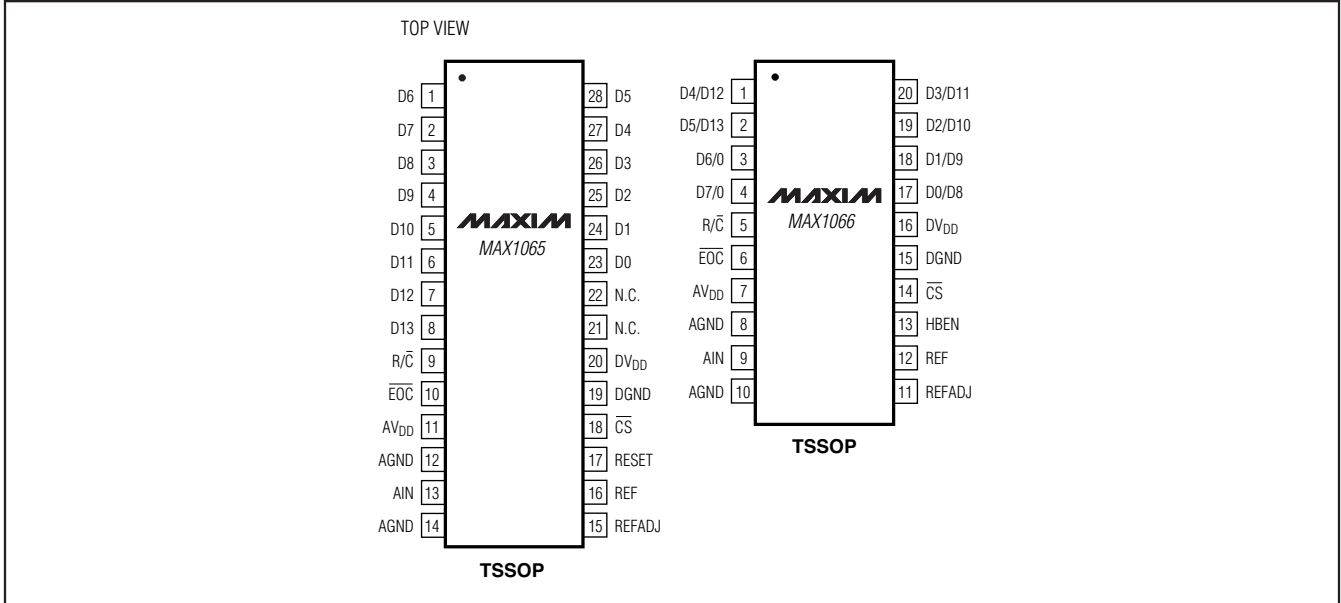 TOP VIEW
D6 1 28 D5
D7 2 27 D4
D8 3 26 D3
D9 4 25 D2
D10 5 24 D1
D11 6 23 D0
D12 7 22 N.C.
D13 8 21 N.C.
R/C̅ 9 20 DVDD
E̅O̅C̅ 10 19 DGND
AVDD 11 18 C̅S̅
AGND 12 17 RESET
AIN 13 16 REF
AGND 14 15 REFADJ
MAXIM
MAX1065
TSSOP
D4/D12 1 20 D3/D11
D5/D13 2 19 D2/D10
D6/0 3 18 D1/D9
D7/0 4 17 D0/D8
R/C̅ 5 16 DVDD
E̅O̅C̅ 6 15 DGND
AVDD 7 14 C̅S̅
AGND 8 13 HBEN
AIN 9 12 REF
AGND 10 11 REFADJ
MAXIM
MAX1066
TSSOP